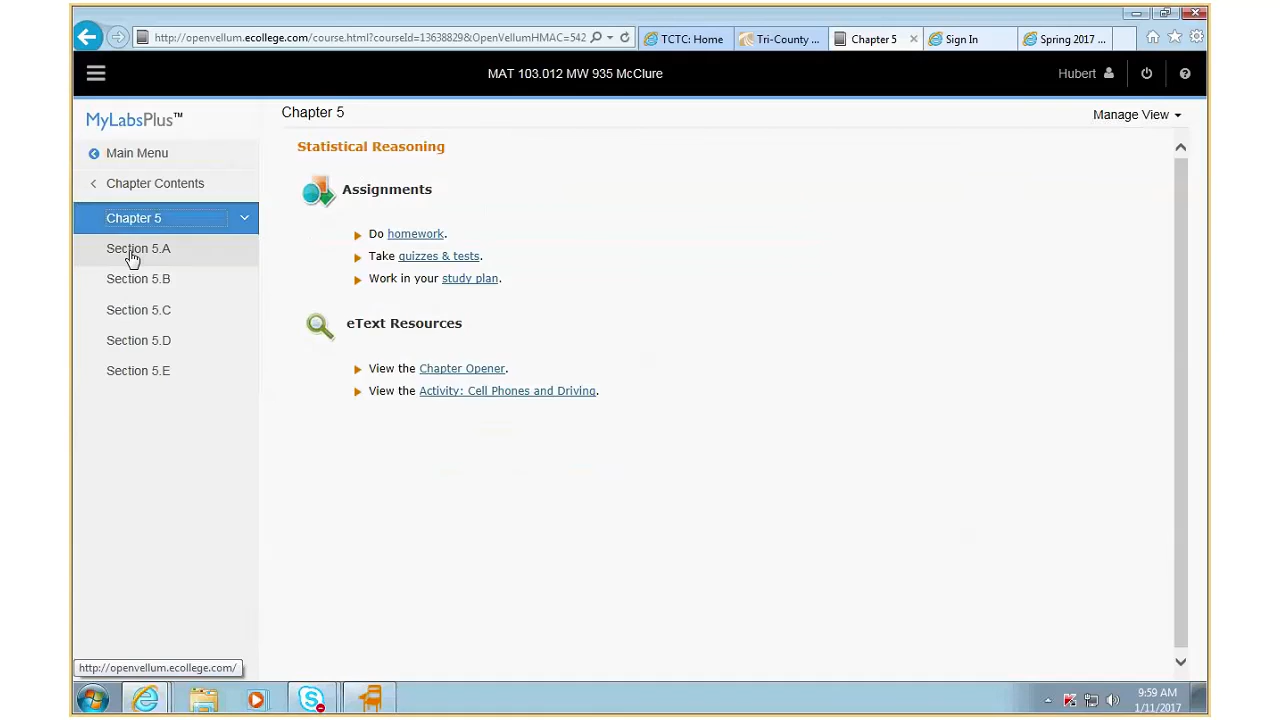 http://openvellum.ecollege.com/course.html?courseId=13638829&OpenVellumHMAC=542
TCTC: Home
Tri-County ...
Chapter 5
Sign In
Spring 2017 ...
MAT 103.012 MW 935 McClure
Hubert
MyLabsPlus™
Main Menu
Chapter Contents
Chapter 5
Section 5.A
Section 5.B
Section 5.C
Section 5.D
Section 5.E
Chapter 5
Manage View
Statistical Reasoning
Assignments
Do homework.
Take quizzes & tests.
Work in your study plan.
eText Resources
View the Chapter Opener.
View the Activity: Cell Phones and Driving.
http://openvellum.ecollege.com/
9:59 AM
1/11/2017